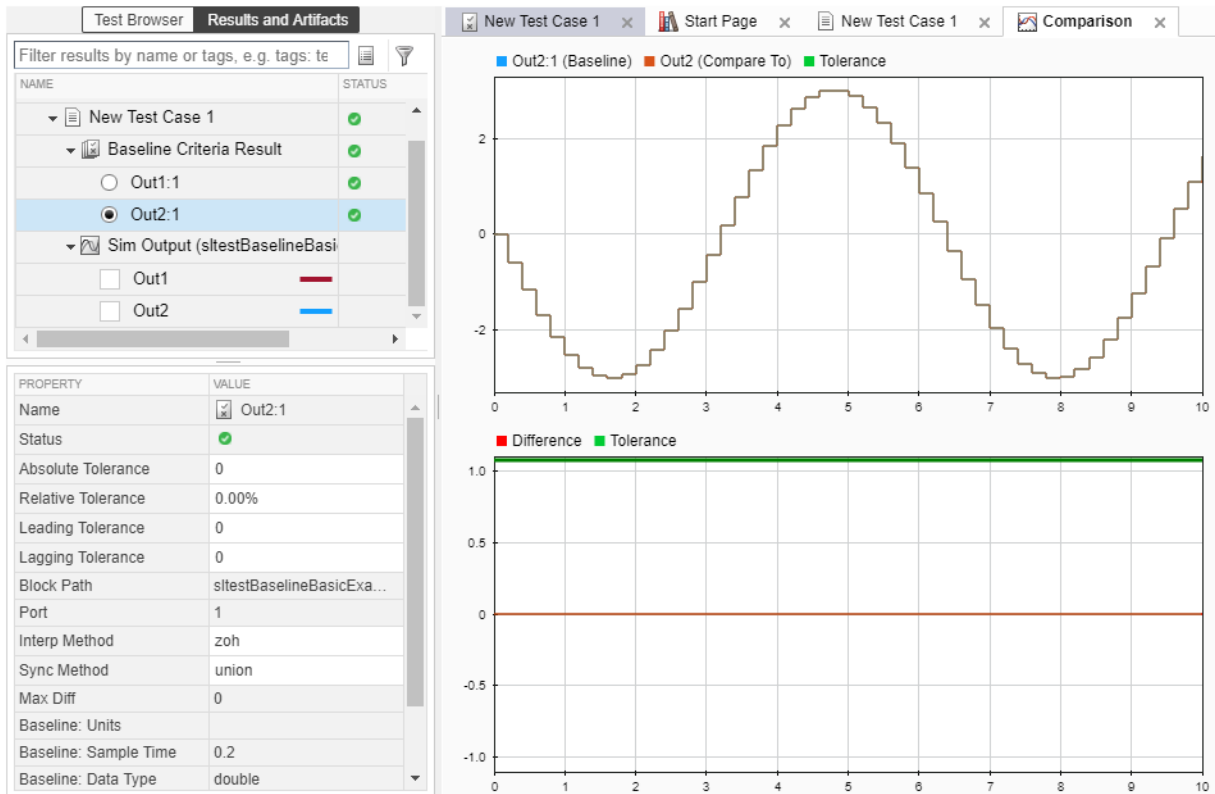 Test Browser Results and Artifacts
Filter results by name or tags, e.g. tags: te
NAME STATUS
New Test Case 1
Baseline Criteria Result
Out1:1
Out2:1
Sim Output (sltestBaselineBasi
Out1
Out2
PROPERTY VALUE
Name Out2:1
Status
Absolute Tolerance 0
Relative Tolerance 0.00%
Leading Tolerance 0
Lagging Tolerance 0
Block Path sltestBaselineBasicExa...
Port 1
Interp Method zoh
Sync Method union
Max Diff 0
Baseline: Units
Baseline: Sample Time 0.2
Baseline: Data Type double
New Test Case 1 Start Page New Test Case 1 Comparison
Out2:1 (Baseline) Out2 (Compare To) Tolerance
2
0
-2
0 1 2 3 4 5 6 7 8 9 10
Difference Tolerance
1.0
0.5
0
-0.5
-1.0
0 1 2 3 4 5 6 7 8 9 10